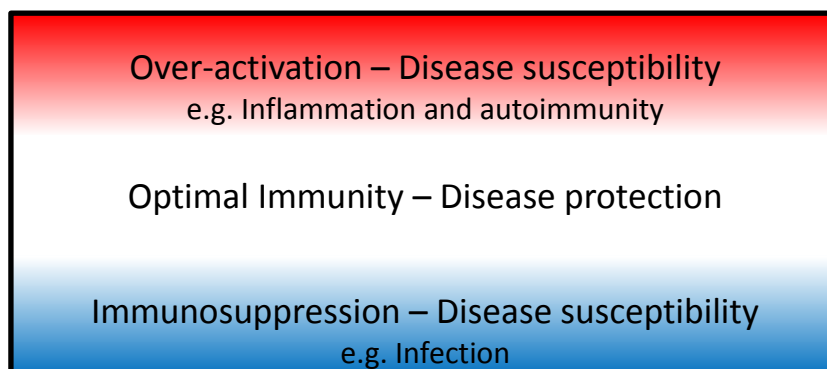 Over-activation – Disease susceptibility
e.g. Inflammation and autoimmunity
Optimal Immunity – Disease protection
Immunosuppression – Disease susceptibility
e.g. Infection